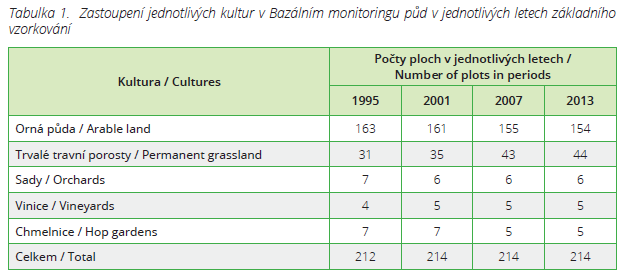 Tabulka 1. Zastoupení jednotlivých kultur v Bazálním monitoringu půd v jednotlivých letech základního
vzorkování
Kultura / Cultures
Počty ploch v jednotlivých letech /
Number of plots in periods
1995 2001 2007 2013
Orná půda / Arable land 163 161 155 154
Trvalé travní porosty / Permanent grassland 31 35 43 44
Sady / Orchards 7 6 6 6
Vinice / Vineyards 4 5 5 5
Chmelnice / Hop gardens 7 7 5 5
Celkem / Total 212 214 214 214